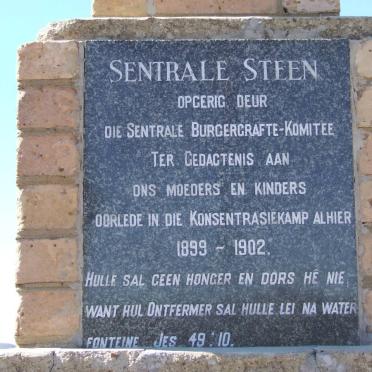 SENTRALE STEEN
OPGERIG DEUR
DIE SENTRALE BURGERGRAFTE-KOMITEE
TER GEDAGTENIS AAN
ONS MOEDERS EN KINDERS
OORLEDE IN DIE KONSENTRASIEKAMP ALHIER
1899 - 1902.
HULLE SAL GEEN HONGER EN DORS HÊ NIE,
WANT HUL ONTFERMER SAL HULLE LEI NA WATER
FONTEINE. JES 49:10.